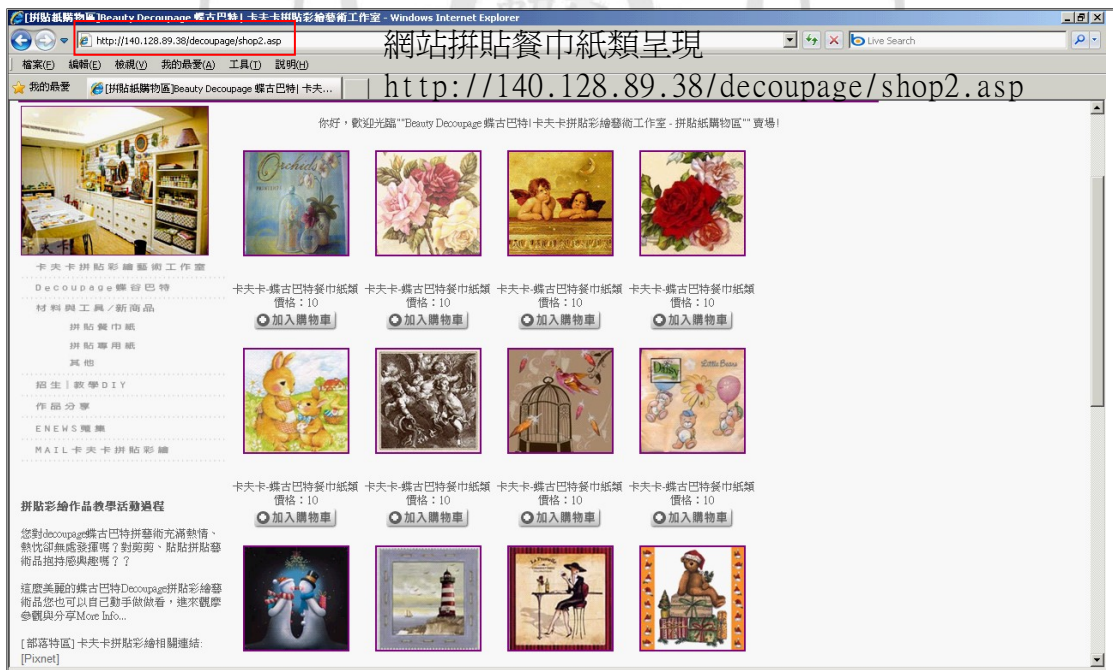 [拼貼紙購物區]Beauty Decoupage 蝶古巴特| 卡夫卡拼貼彩繪藝術工作室 - Windows Internet Explorer
http://140.128.89.38/decoupage/shop2.asp
Live Search
網站拼貼餐巾紙類呈現
檔案(F) 編輯(E) 檢視(V) 我的最愛(A) 工具(T) 說明(H)
我的最愛
[拼貼紙購物區]Beauty Decoupage 蝶古巴特| 卡夫...
http://140.128.89.38/decoupage/shop2.asp
你好，歡迎光臨""Beauty Decoupage 蝶古巴特|卡夫卡拼貼彩繪藝術工作室 - 拼貼紙購物區"" 賣場!
Orchids
卡夫卡
卡夫卡拼貼彩繪藝術工作室
Decoupage蝶谷巴特
材料與工具/新商品
拼貼餐巾紙
拼貼專用紙
其他
招生｜教學DIY
作品分享
ENEWS蒐集
MAIL卡夫卡拼貼彩繪
卡夫卡-蝶古巴特餐巾紙類 卡夫卡-蝶古巴特餐巾紙類 卡夫卡-蝶古巴特餐巾紙類 卡夫卡-蝶古巴特餐巾紙類
價格：10 價格：10 價格：10 價格：10
加入購物車 加入購物車 加入購物車 加入購物車
Daisy
Little Bears
卡夫卡-蝶古巴特餐巾紙類 卡夫卡-蝶古巴特餐巾紙類 卡夫卡-蝶古巴特餐巾紙類 卡夫卡-蝶古巴特餐巾紙類
價格：10 價格：10 價格：10 價格：10
加入購物車 加入購物車 加入購物車 加入購物車
拼貼彩繪作品教學活動過程
您對decoupage蝶古巴特拼藝術充滿熱情、
熱忱卻無處發揮嗎？對剪剪、貼貼拼貼藝
術品抱持感興趣嗎？？
這麼美麗的蝶古巴特Decoupage拼貼彩繪藝
術品您也可以自己動手做做看，進來觀摩
參觀與分享More Info...
[部落特區] 卡夫卡拼貼彩繪相關連結:
[Pixnet]